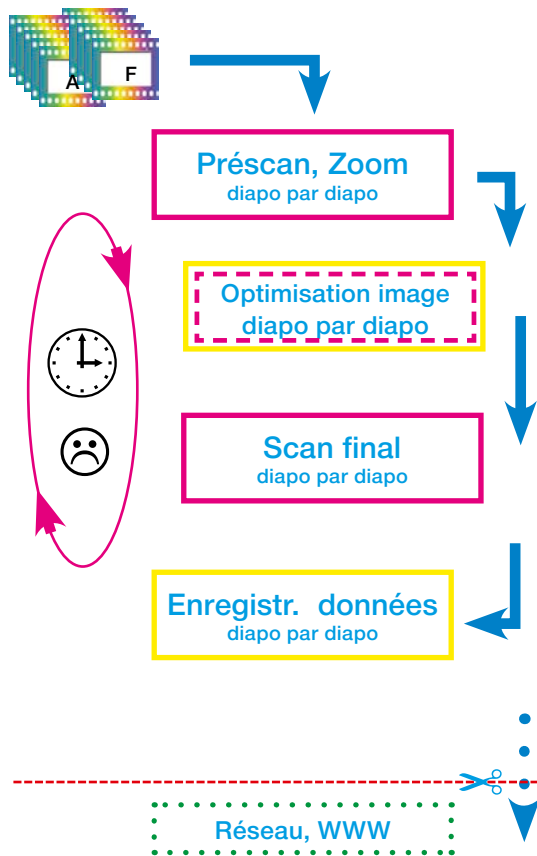 A F
Préscan, Zoom
diapo par diapo
Optimisation image
diapo par diapo
Scan final
diapo par diapo
Enregistr. données
diapo par diapo
Réseau, WWW